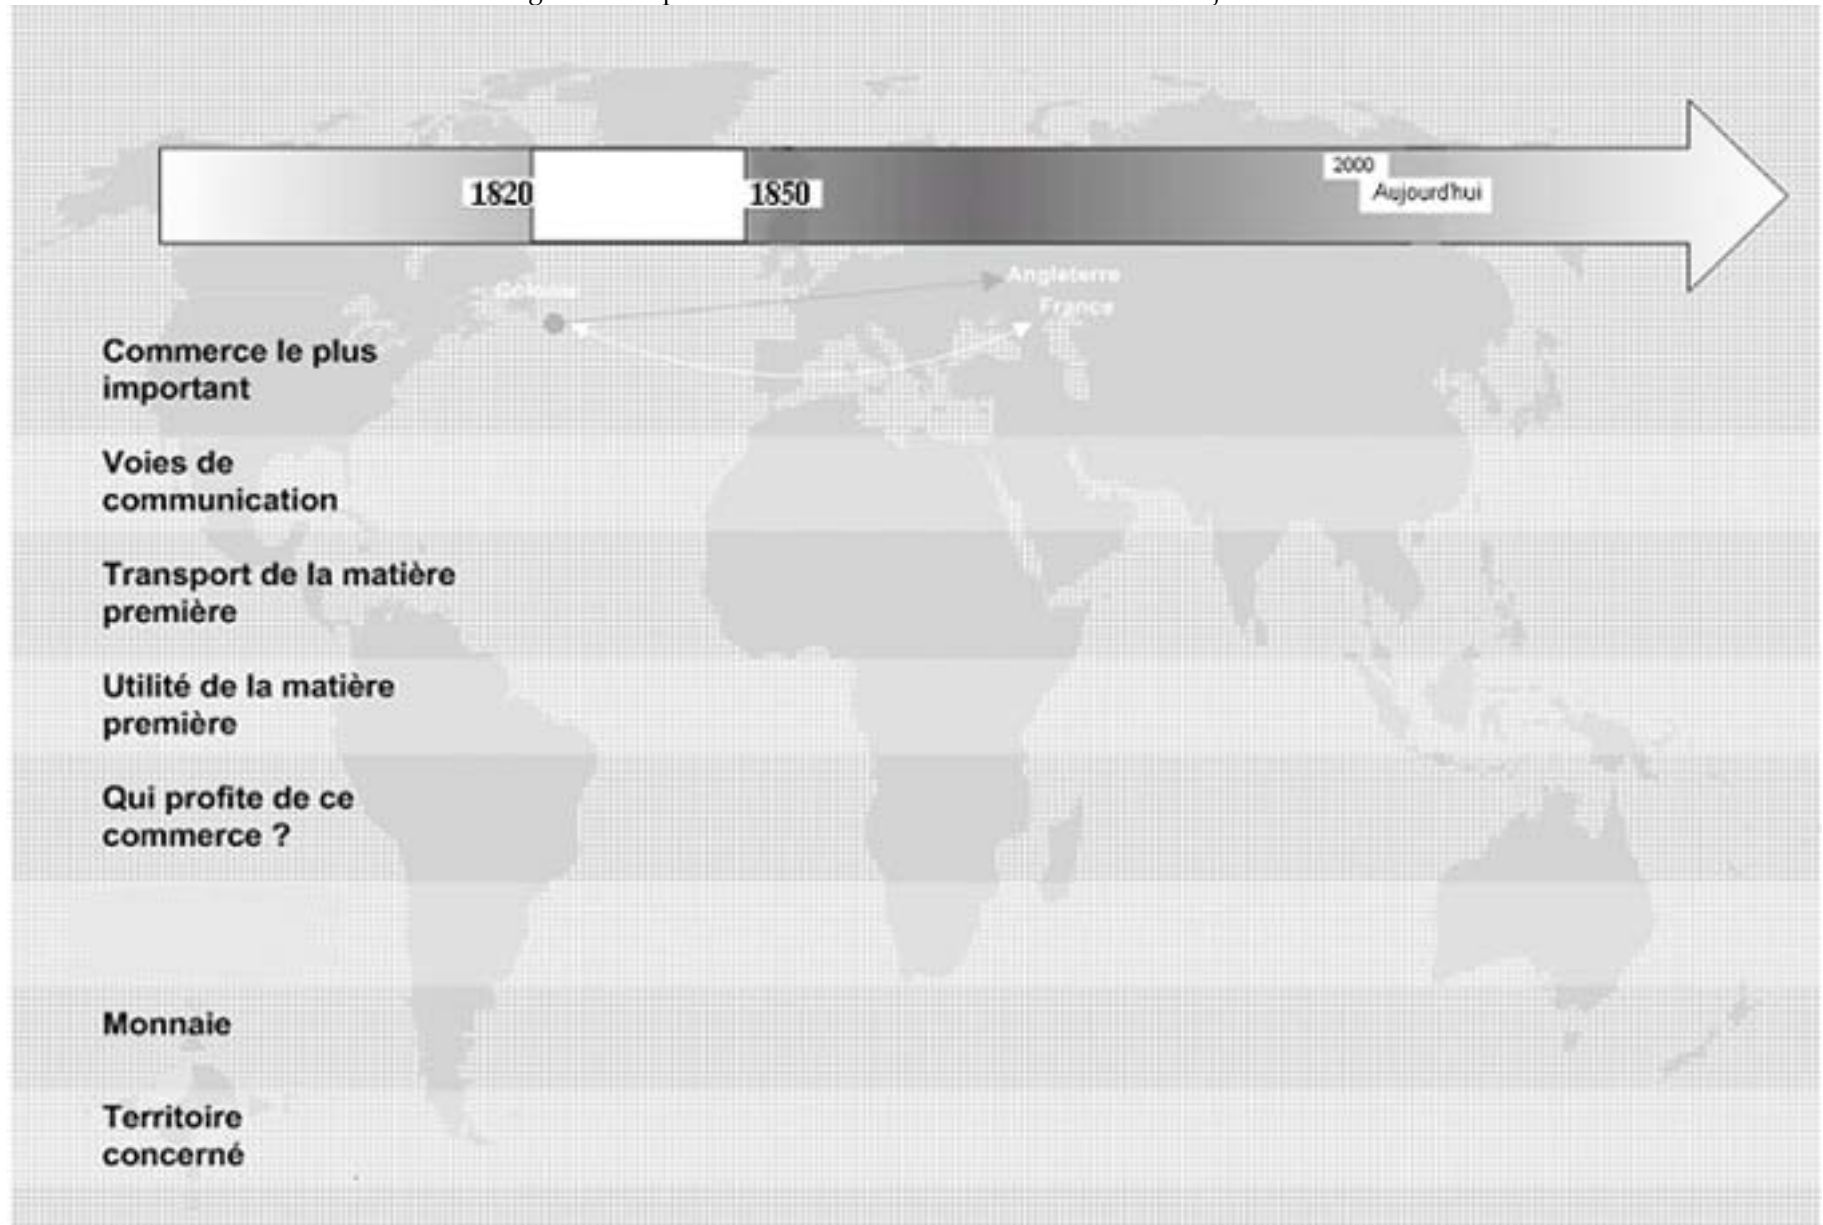 1820
1850
2000
Aujourd'hui
Angleterre
Colonie
France
Commerce le plus
important
Voies de
communication
Transport de la matière
première
Utilité de la matière
première
Qui profite de ce
commerce ?
Monnaie
Territoire
concerné